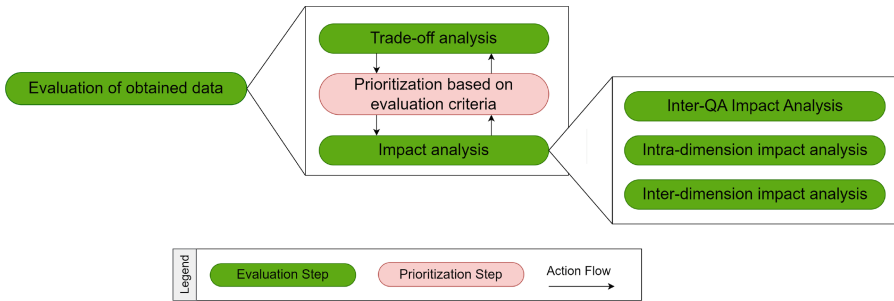 Trade-off analysis
Evaluation of obtained data
Prioritization based on
evaluation criteria
Impact analysis
Inter-QA Impact Analysis
Intra-dimension impact analysis
Inter-dimension impact analysis
Legend
Evaluation Step
Prioritization Step
Action Flow